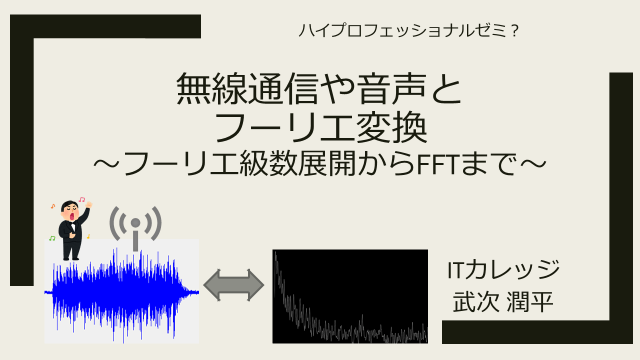 ハイプロフェッショナルゼミ？
無線通信や音声と
フーリエ変換
～フーリエ級数展開からFFTまで～
ITカレッジ
武次 潤平